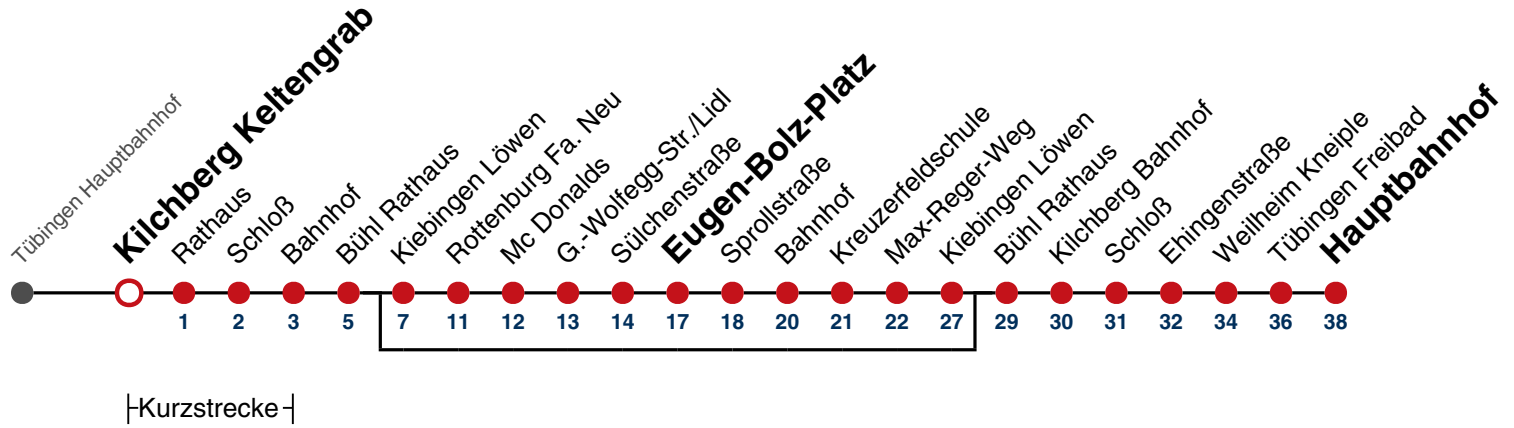 Tübingen Hauptbahnhof
Kilchberg Keltengrab
Rathaus
Schloß
Bahnhof
Bühl Rathaus
Kiebingen Löwen
Rottenburg Fa. Neu
Mc Donalds
G.-Wolfegg-Str./Lidl
Sülchenstraße
Eugen-Bolz-Platz
Sprollstraße
Bahnhof
Kreuzerfeldschule
Max-Reger-Weg
Kiebingen Löwen
Bühl Rathaus
Kilchberg Bahnhof
Schloß
Ehingenstraße
Weilheim Kneiple
Tübingen Freibad
Hauptbahnhof
1 2 3 5 7 11 12 13 14 17 18 20 21 22 27 29 30 31 32 34 36 38
Kurzstrecke